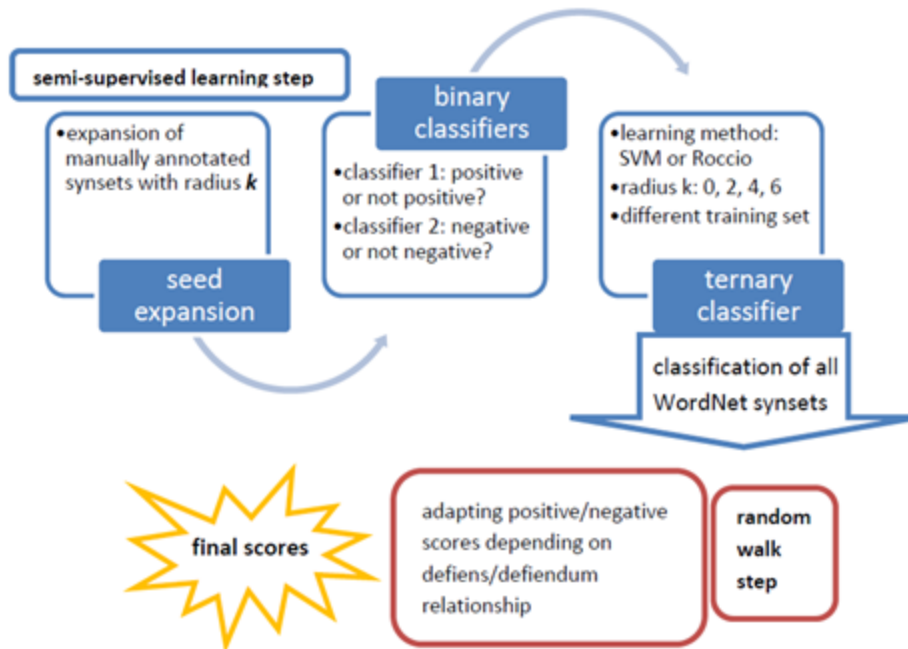 semi-supervised learning step
•expansion of
manually annotated
synsets with radius k
seed
expansion
binary
classifiers
•classifier 1: positive
or not positive?
•classifier 2: negative
or not negative?
•learning method:
SVM or Roccio
•radius k: 0, 2, 4, 6
•different training set
ternary
classifier
classification of all
WordNet synsets
random
walk
step
adapting positive/negative
scores depending on
defiens/defiendum
relationship
final scores